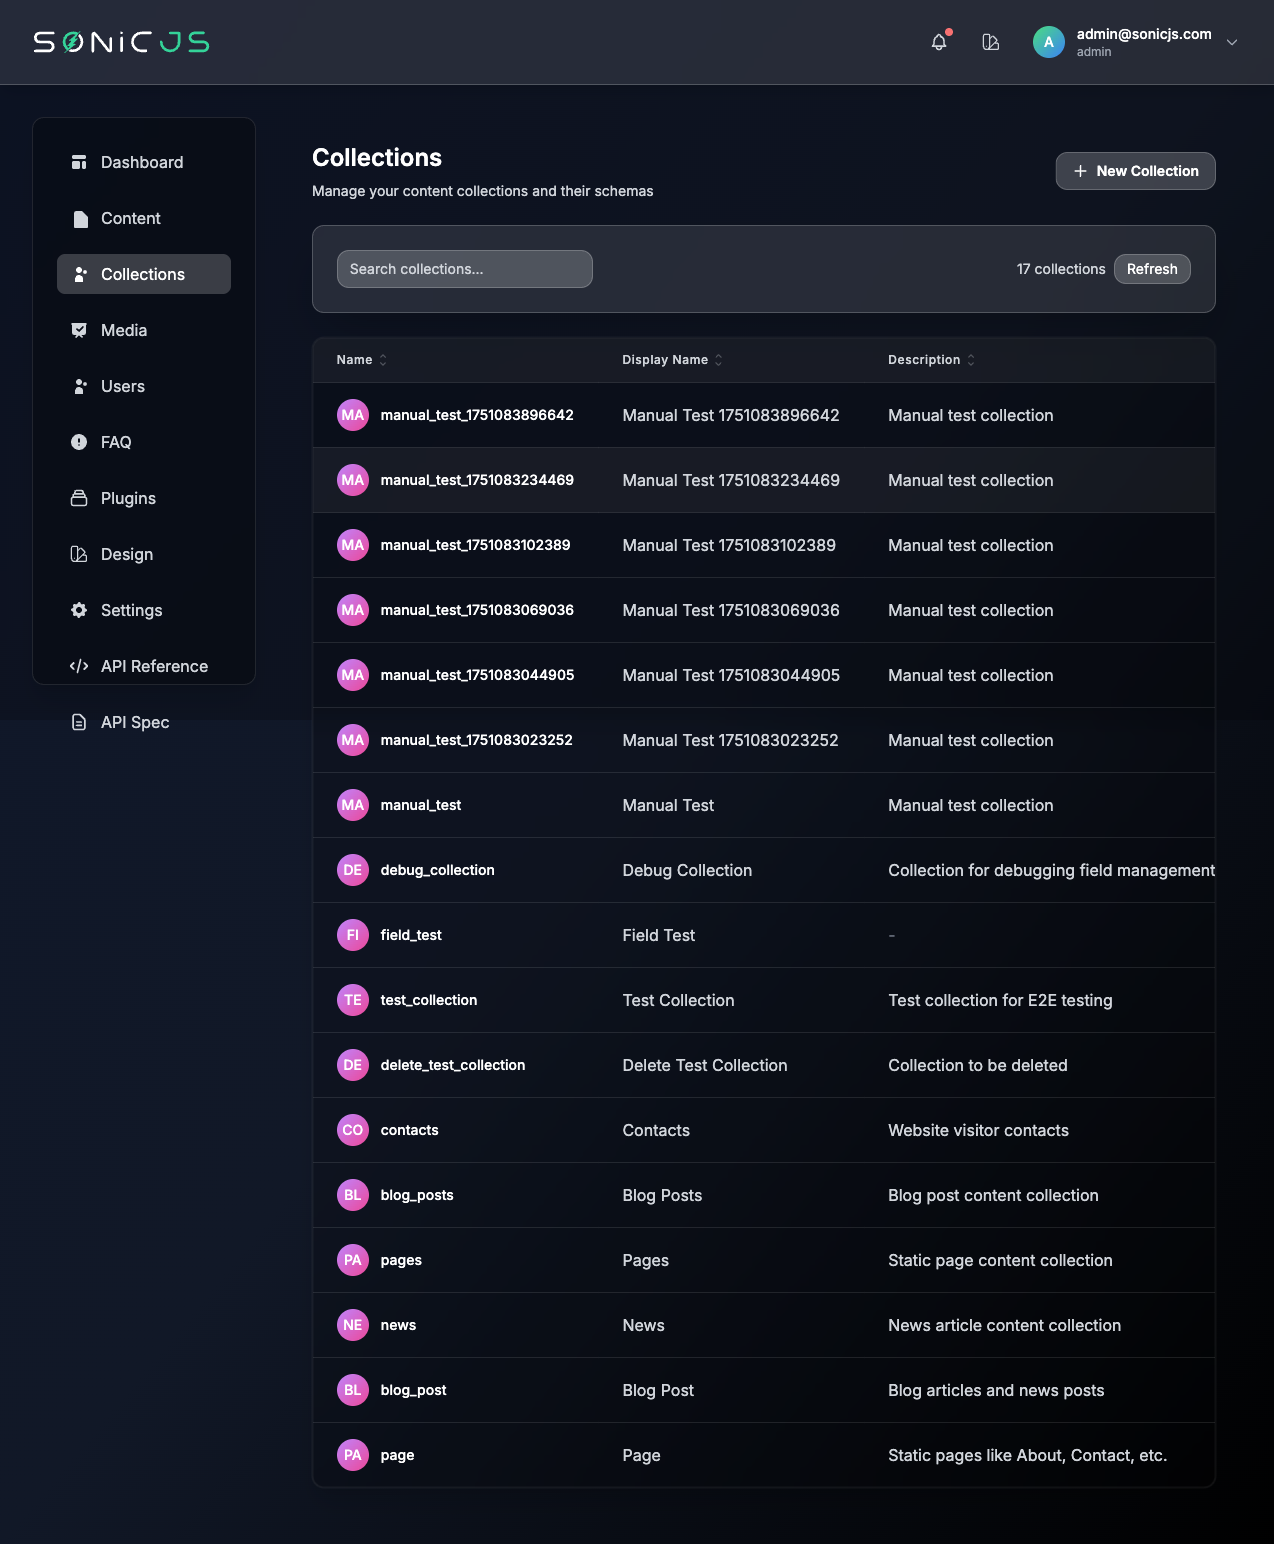 SONiC JS
A
admin@sonicjs.com
admin
Dashboard
Content
Collections
Media
Users
FAQ
Plugins
Design
Settings
API Reference
API Spec
Collections
Manage your content collections and their schemas
New Collection
Search collections...
17 collections
Refresh
Name Display Name Description
MA manual_test_1751083896642 Manual Test 1751083896642 Manual test collection
MA manual_test_1751083234469 Manual Test 1751083234469 Manual test collection
MA manual_test_1751083102389 Manual Test 1751083102389 Manual test collection
MA manual_test_1751083069036 Manual Test 1751083069036 Manual test collection
MA manual_test_1751083044905 Manual Test 1751083044905 Manual test collection
MA manual_test_1751083023252 Manual Test 1751083023252 Manual test collection
MA manual_test Manual Test Manual test collection
DE debug_collection Debug Collection Collection for debugging field management
FI field_test Field Test -
TE test_collection Test Collection Test collection for E2E testing
DE delete_test_collection Delete Test Collection Collection to be deleted
CO contacts Contacts Website visitor contacts
BL blog_posts Blog Posts Blog post content collection
PA pages Pages Static page content collection
NE news News News article content collection
BL blog_post Blog Post Blog articles and news posts
PA page Page Static pages like About, Contact, etc.